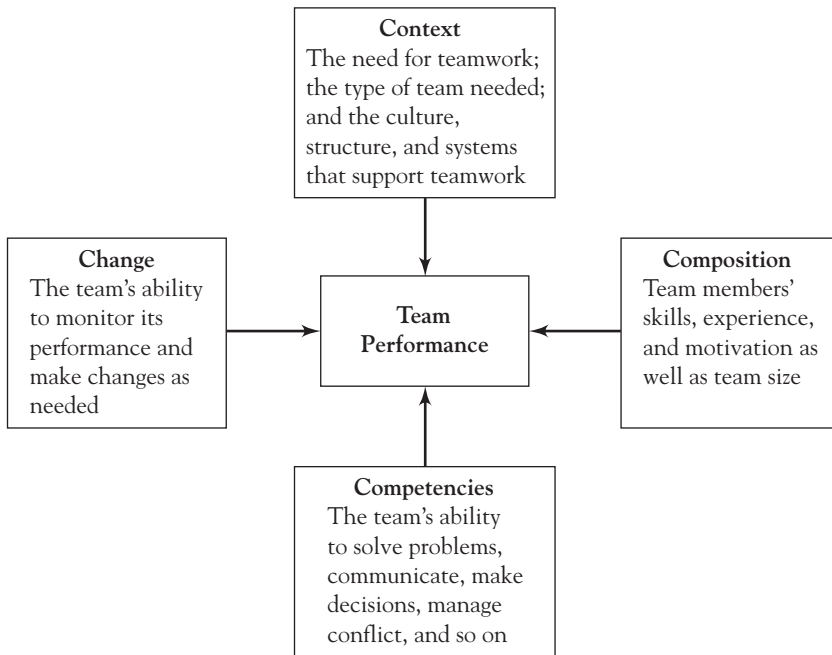 Context
The need for teamwork;
the type of team needed;
and the culture,
structure, and systems
that support teamwork
Change
The team’s ability
to monitor its
performance and
make changes as
needed
Team
Performance
Composition
Team members’
skills, experience,
and motivation as
well as team size
Competencies
The team’s ability
to solve problems,
communicate, make
decisions, manage
conflict, and so on